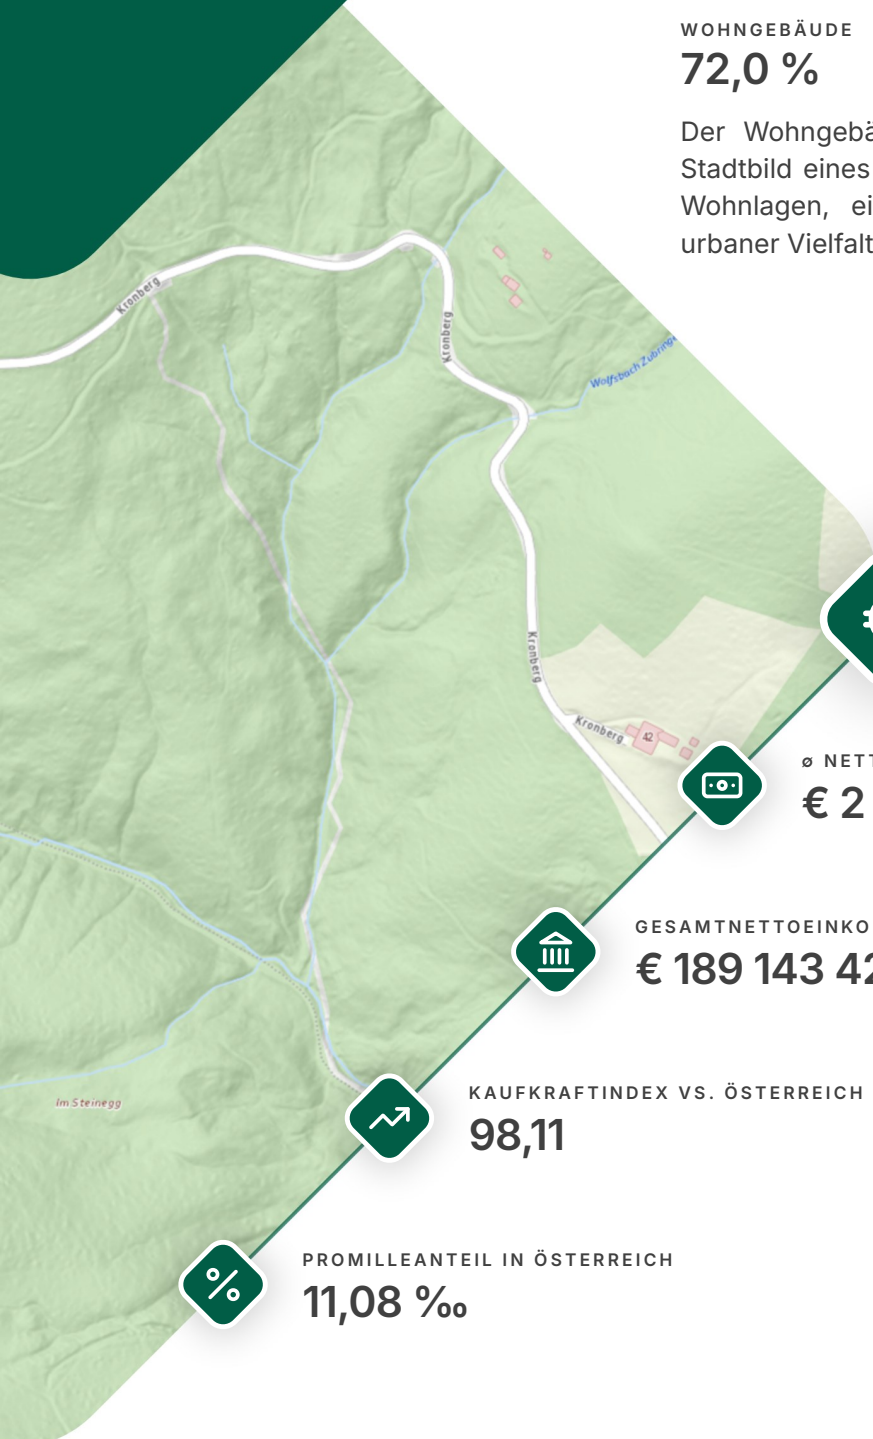 WOHNGEBÄUDE
72,0 %
Der Wohngebä
Stadtbild eines
Wohnlagen, ei
urbaner Vielfalt
Kronberg
Kronberg
Wolfsbach Zubringe
Kronberg
Kronberg
42
ø NETT
€ 2
GESAMTNETTOEINKO
€ 189 143 42
Im Steinegg
KAUFKRAFTINDEX VS. ÖSTERREICH
98,11
PROMILLEANTEIL IN ÖSTERREICH
11,08 ‰